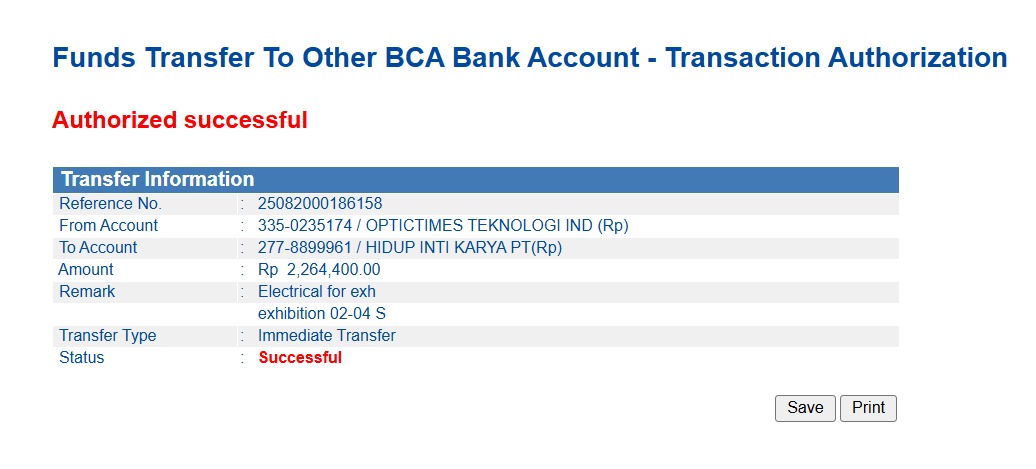 Funds Transfer To Other BCA Bank Account - Transaction Authorization
Authorized successful
Transfer Information
Reference No. : 25082000186158
From Account : 335-0235174 / OPTICTIMES TEKNOLOGI IND (Rp)
To Account : 277-8899961 / HIDUP INTI KARYA PT(Rp)
Amount : Rp 2,264,400.00
Remark : Electrical for exh
exhibition 02-04 S
Transfer Type : Immediate Transfer
Status : Successful
Save Print